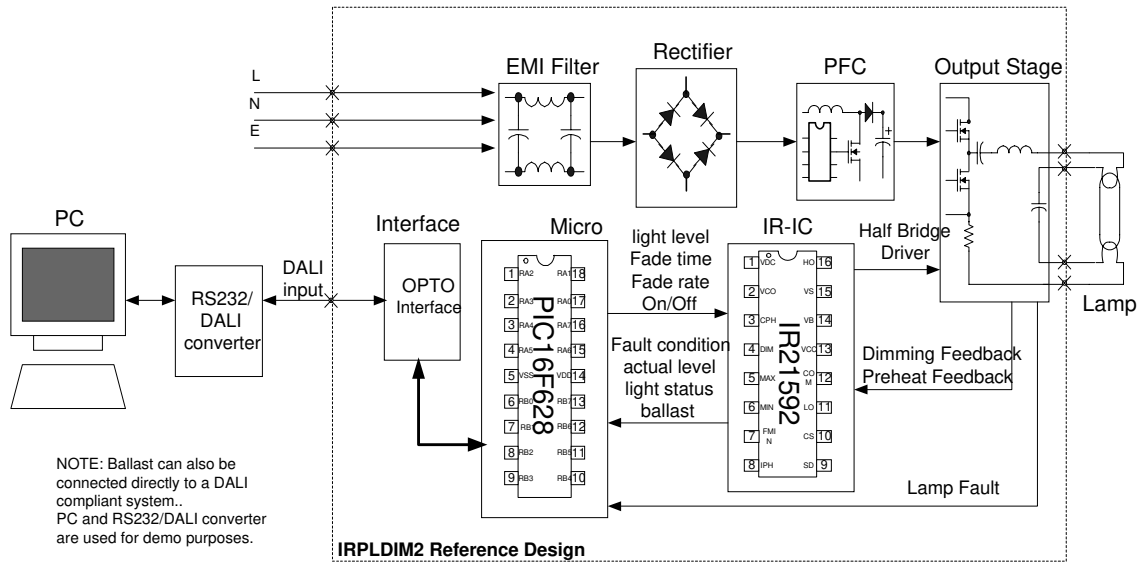 Rectifier
EMI Filter
PFC
Output Stage
L
N
E
+
PC
Interface
Micro
IR-IC
Half Bridge
Driver
Lamp
RS232/
DALI
converter
DALI
input
OPTO
Interface
PIC16F628
1 RA2
2 RA3
3 RA4
4 RA5
5 VSS
6 RB0
7 RB
8 RB2
9 RB3
RA1 18
RA0 17
RA7 16
RA6 15
VDD 14
RB7 13
RB6 12
RB5 11
RB4 10
light level
Fade time
Fade rate
On/Off
Fault condition
actual level
light status
ballast
IR21592
1 VDC
2 VCO
3 CPH
4 DIM
5 MAX
6 MIN
7 FMI
N
8 IPH
HO 16
VS 15
VB 14
VCC 13
CO
M 12
LO 11
CS 10
SD 9
Dimming Feedback
Preheat Feedback
Lamp Fault
NOTE: Ballast can also be
connected directly to a DALI
compliant system..
PC and RS232/DALI converter
are used for demo purposes.
IRPLDIM2 Reference Design